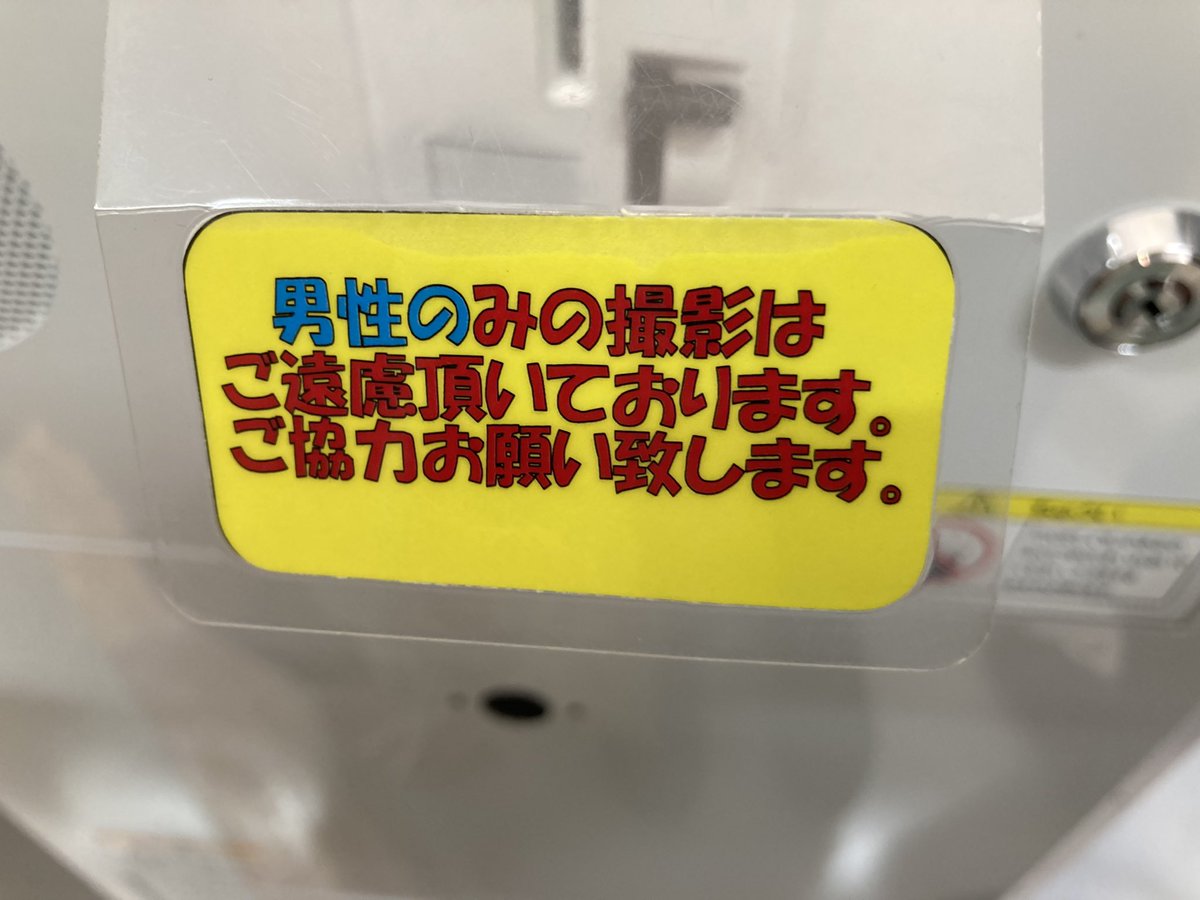 男性のみの撮影は
ご遠慮頂いております。
ご協力お願い致します。